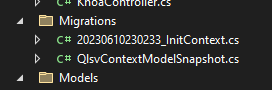 C# KhoaController.cs
Migrations
C# 20230610230233_InitContext.cs
C# QlsvContextModelSnapshot.cs
Models